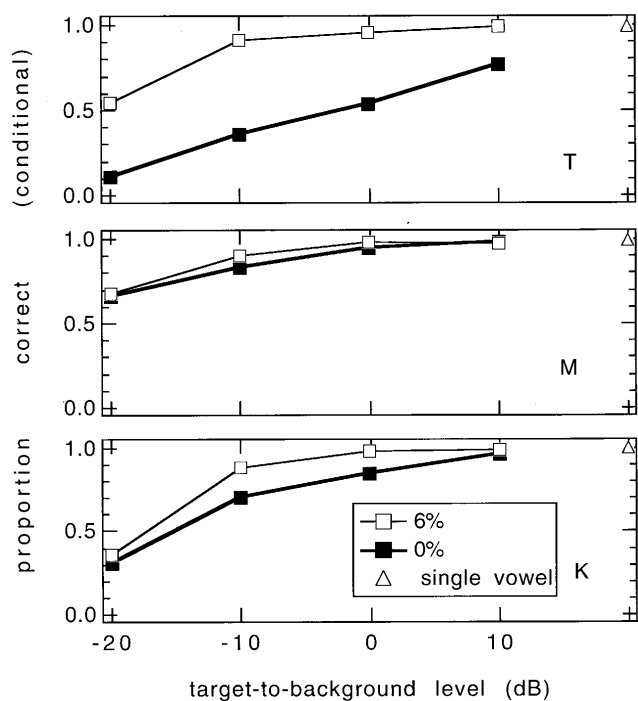 proportion correct (conditional)
1.0
0.5
0.0
T
1.0
0.5
0.0
M
1.0
0.5
0.0
6%
0%
single vowel
K
-20 -10 0 10
target-to-background level (dB)